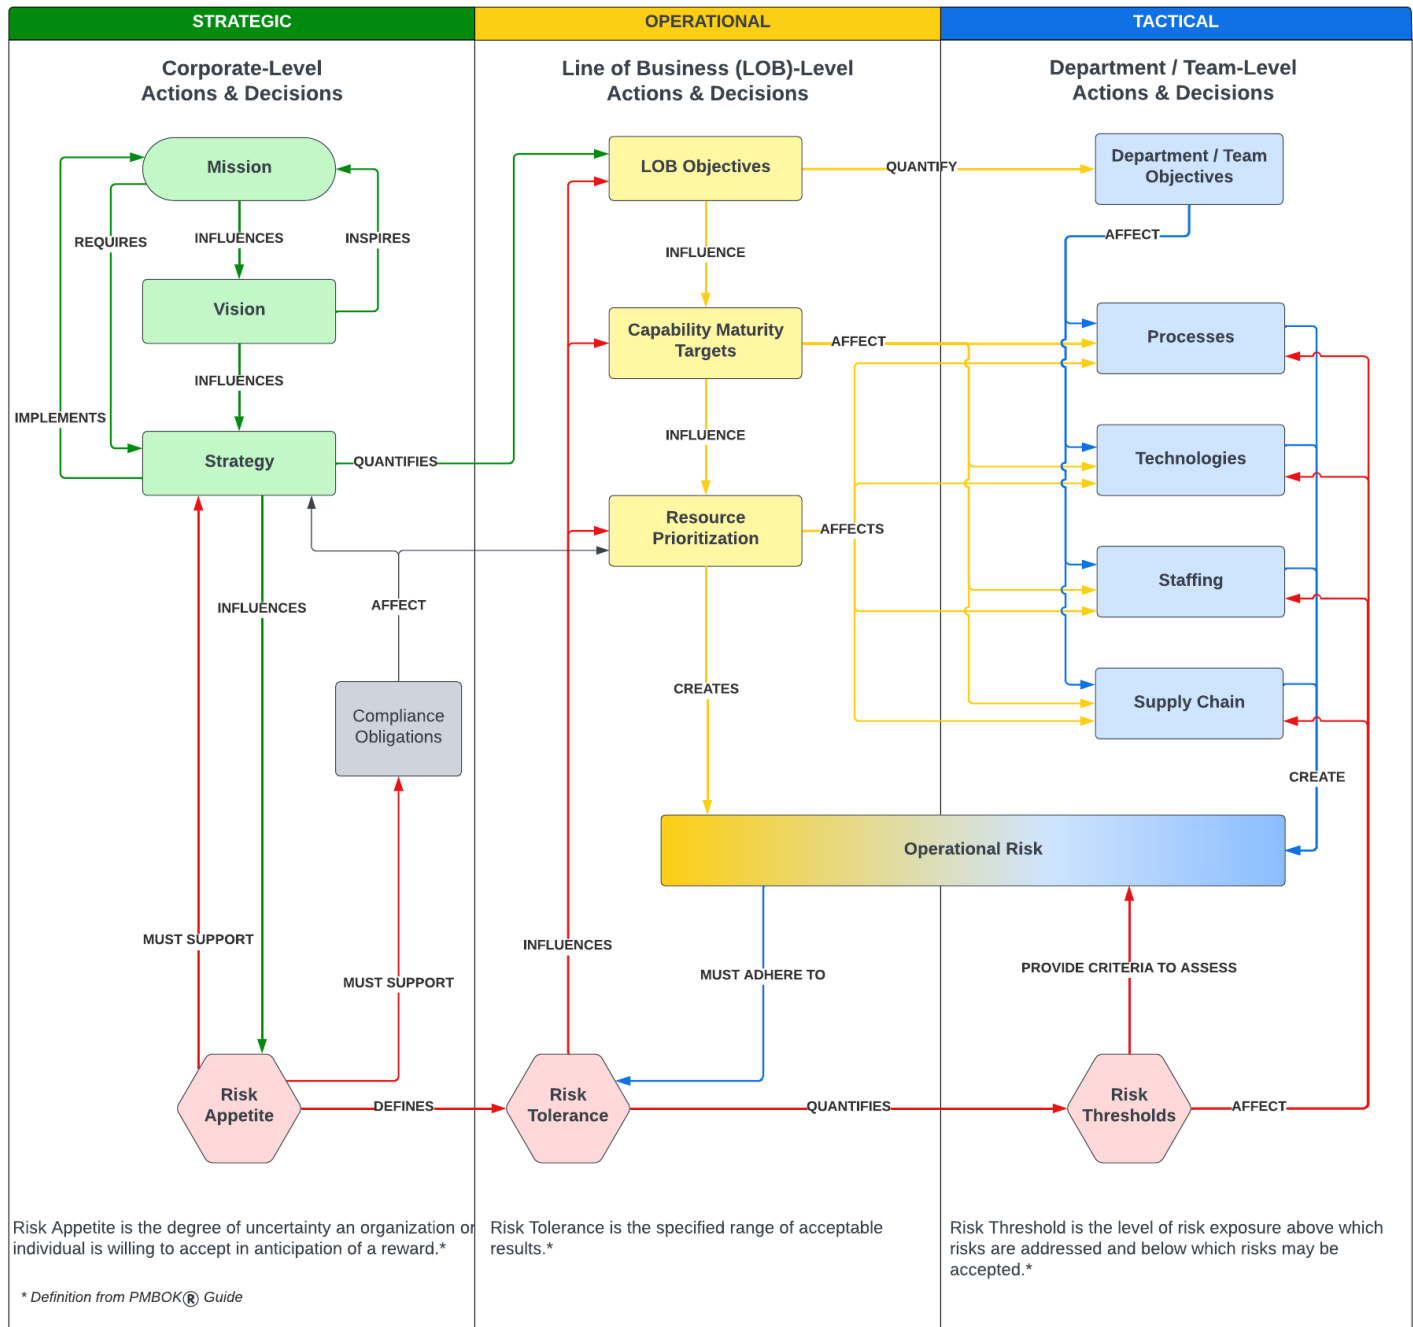 STRATEGIC
OPERATIONAL
TACTICAL
Corporate-Level
Actions & Decisions
Line of Business (LOB)-Level
Actions & Decisions
Department / Team-Level
Actions & Decisions
Mission
REQUIRES
INFLUENCES
INSPIRES
Vision
INFLUENCES
IMPLEMENTS
Strategy
QUANTIFIES
INFLUENCES
AFFECT
Compliance
Obligations
MUST SUPPORT
MUST SUPPORT
Risk
Appetite
DEFINES
LOB Objectives
QUANTIFY
INFLUENCE
Capability Maturity
Targets
AFFECT
INFLUENCE
Resource
Prioritization
AFFECTS
CREATES
Department / Team
Objectives
AFFECT
Processes
Technologies
Staffing
Supply Chain
CREATE
Operational Risk
INFLUENCES
MUST ADHERE TO
PROVIDE CRITERIA TO ASSESS
Risk
Tolerance
QUANTIFIES
Risk
Thresholds
AFFECT
Risk Appetite is the degree of uncertainty an organization or
individual is willing to accept in anticipation of a reward.*
* Definition from PMBOK® Guide
Risk Tolerance is the specified range of acceptable
results.*
Risk Threshold is the level of risk exposure above which
risks are addressed and below which risks may be
accepted.*